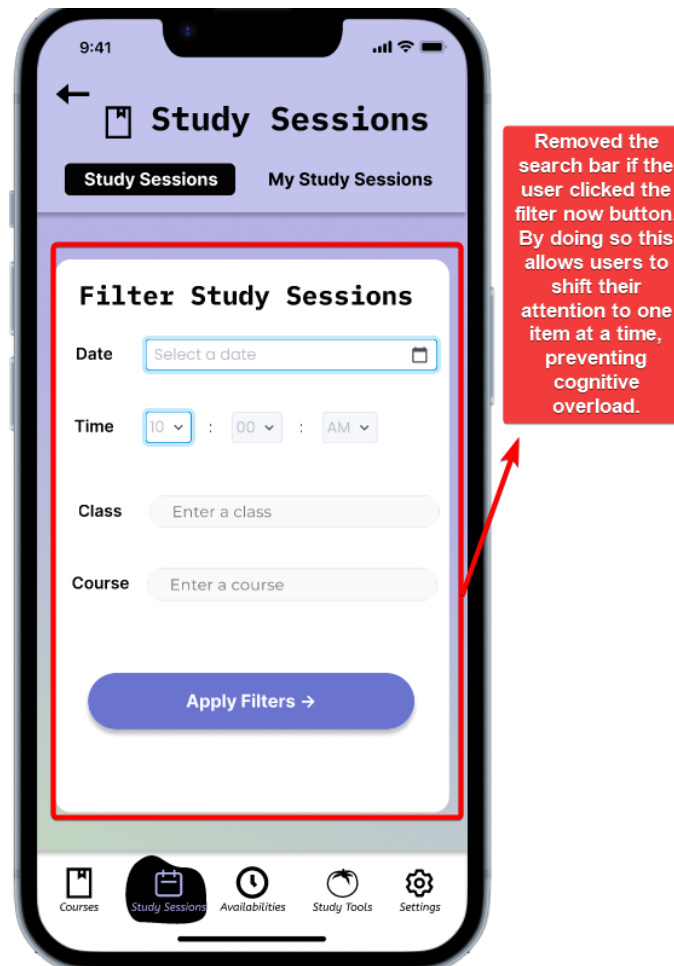 9:41
Study Sessions
Study Sessions My Study Sessions
Filter Study Sessions
Date Select a date
Time 10 : 00 : AM
Class Enter a class
Course Enter a course
Apply Filters →
Courses Study Sessions Availabilities Study Tools Settings
Removed the
search bar if the
user clicked the
filter now button.
By doing so this
allows users to
shift their
attention to one
item at a time,
preventing
cognitive
overload.